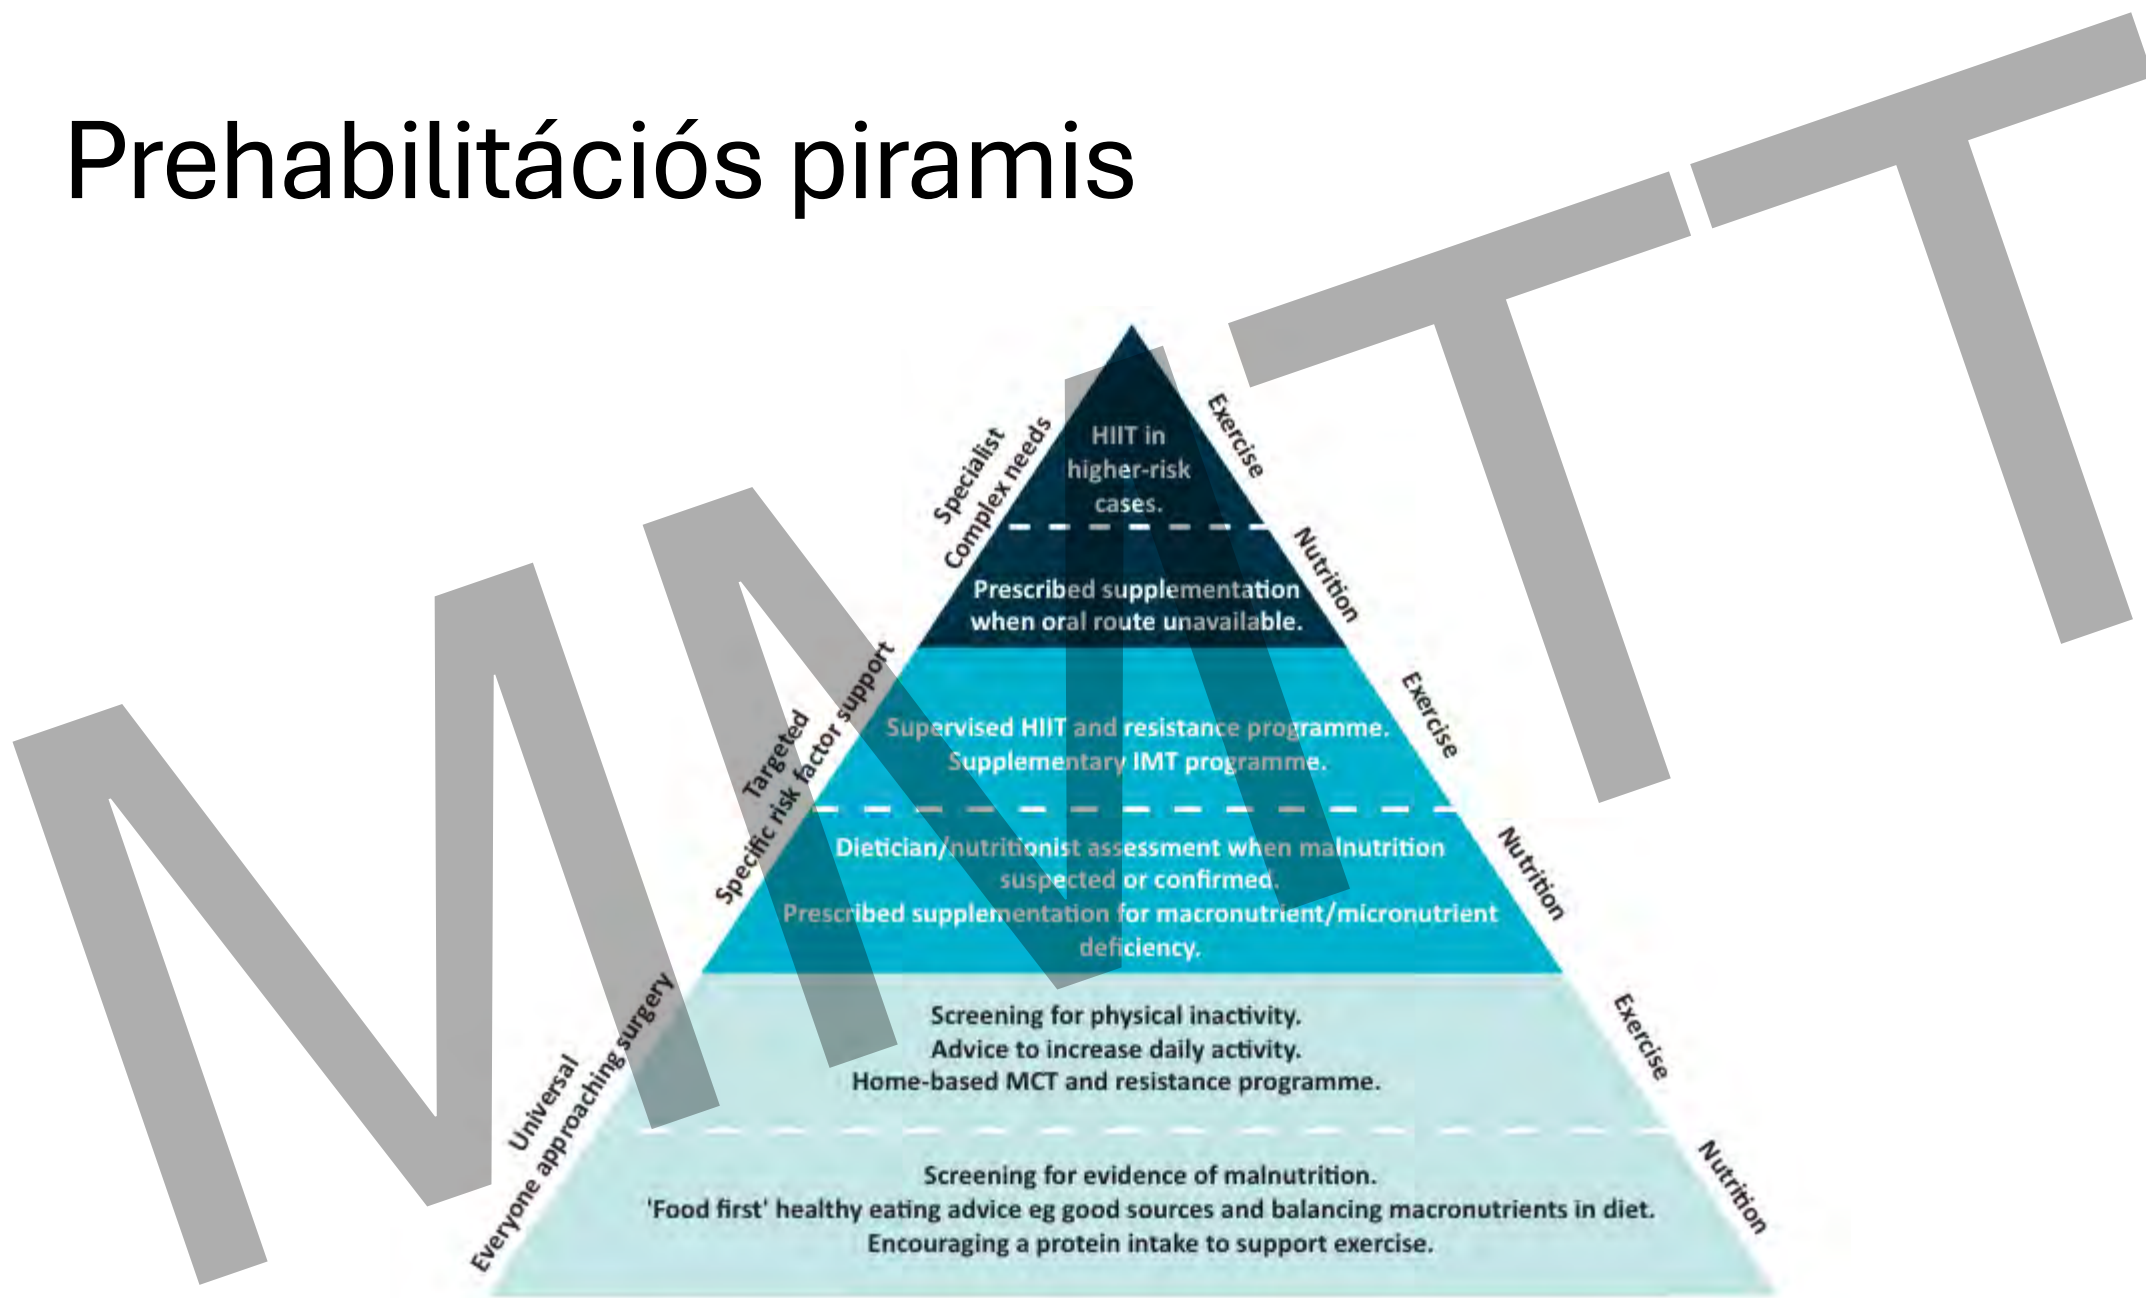 Prehabilitációs piramis
MMTT
Specialist
Complex needs
HIIT in
higher-risk
cases.
Exercise
Prescribed supplementation
when oral route unavailable.
Nutrition
Targeted
Specific risk factor support
Supervised HIIT and resistance programme.
Supplementary IMT programme.
Exercise
Dietician/nutritionist assessment when malnutrition
suspected or confirmed.
Prescribed supplementation for macronutrient/micronutrient
deficiency.
Nutrition
Universal
Everyone approaching surgery
Screening for physical inactivity.
Advice to increase daily activity.
Home-based MCT and resistance programme.
Exercise
Screening for evidence of malnutrition.
'Food first' healthy eating advice eg good sources and balancing macronutrients in diet.
Encouraging a protein intake to support exercise.
Nutrition